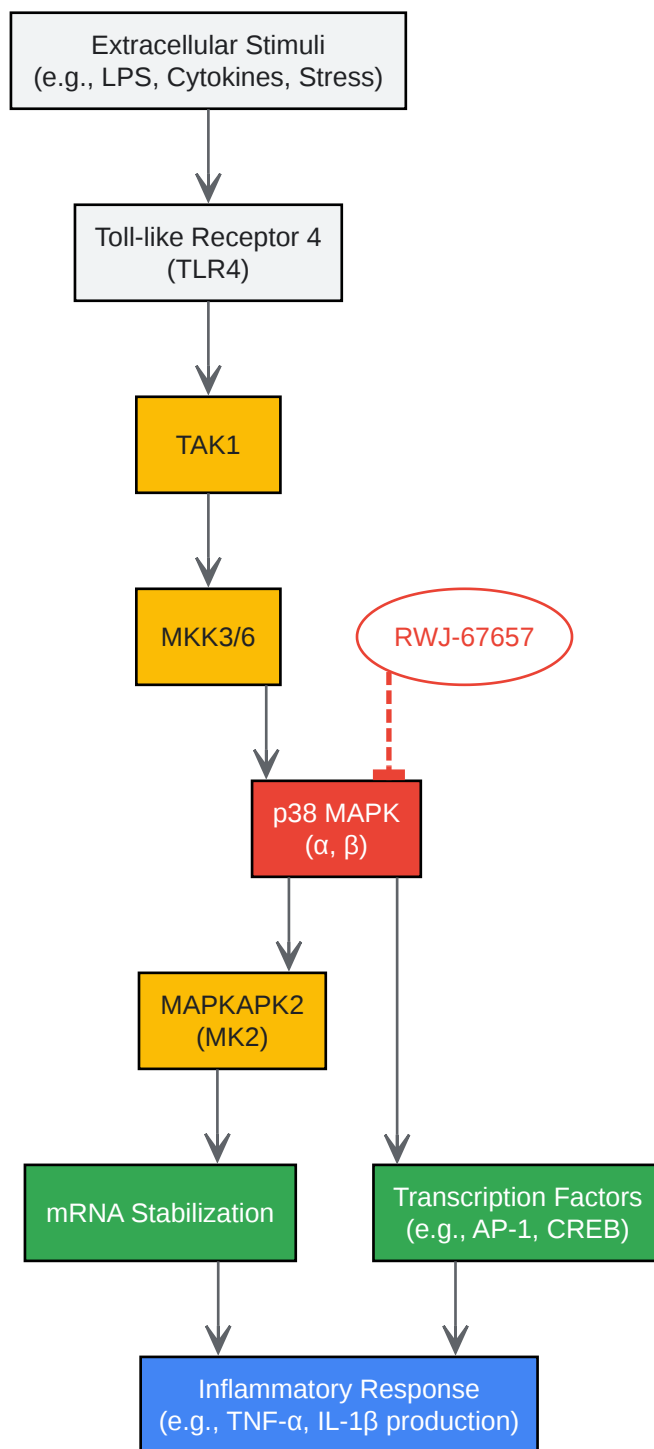 Extracellular Stimuli
(e.g., LPS, Cytokines, Stress)
Toll-like Receptor 4
(TLR4)
TAK1
MKK3/6
RWJ-67657
p38 MAPK
(α, β)
MAPKAPK2
(MK2)
mRNA Stabilization
Transcription Factors
(e.g., AP-1, CREB)
Inflammatory Response
(e.g., TNF-α, IL-1β production)